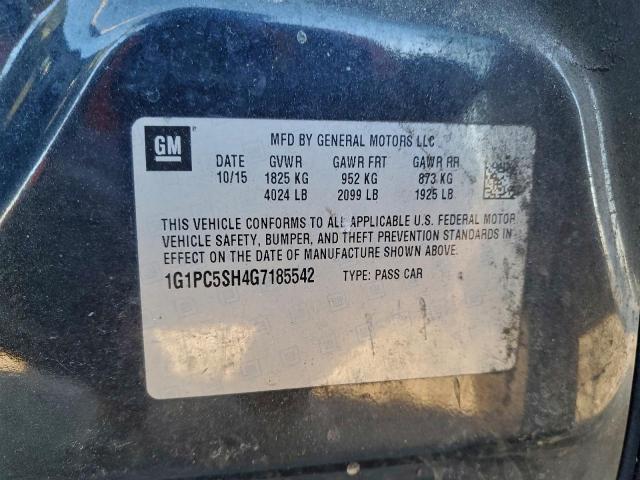 GM ® MFD BY GENERAL MOTORS LLC
DATE GVWR GAWR FRT GAWR RR
10/15 1825 KG 952 KG 873 KG
4024 LB 2099 LB 1925 LB
THIS VEHICLE CONFORMS TO ALL APPLICABLE U.S. FEDERAL MOTOR
VEHICLE SAFETY, BUMPER, AND THEFT PREVENTION STANDARDS IN
EFFECT ON THE DATE OF MANUFACTURE SHOWN ABOVE.
1G1PC5SH4G7185542 TYPE: PASS CAR